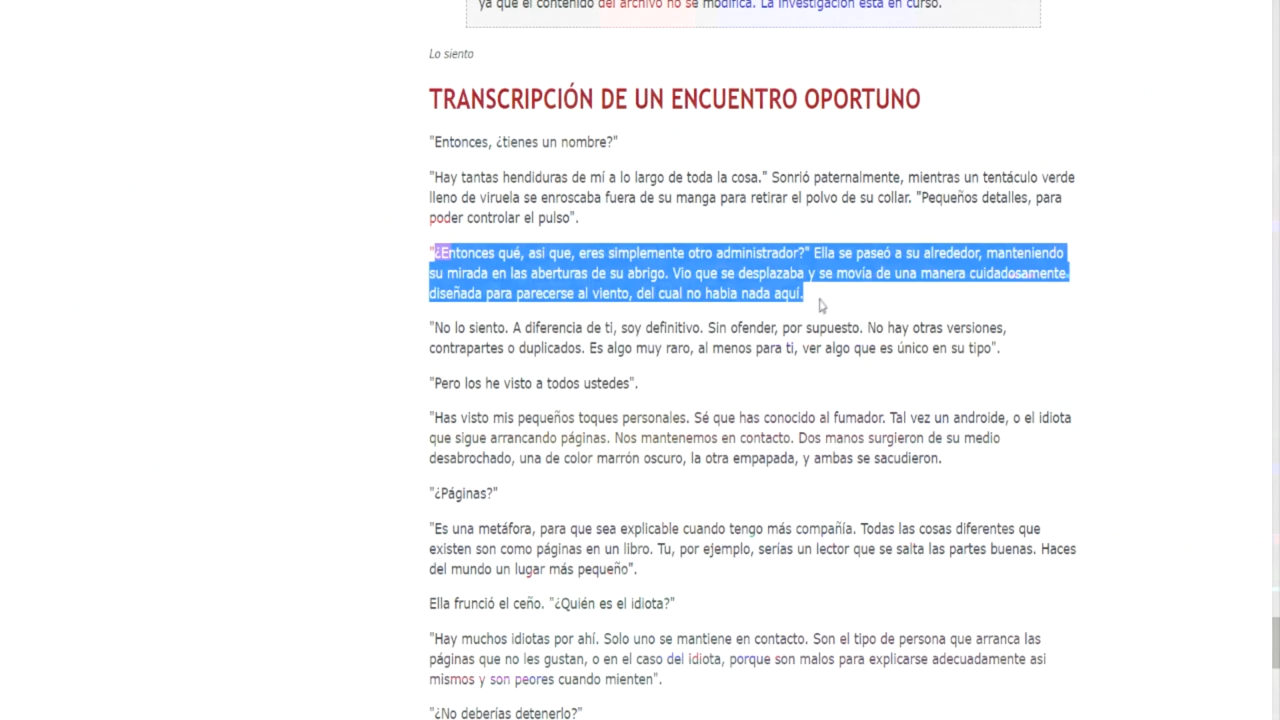 ya que el contenido del archivo no se modifica. La investigación está en curso.
Lo siento
TRANSCRIPCIÓN DE UN ENCUENTRO OPORTUNO
"Entonces, ¿tienes un nombre?"
"Hay tantas hendiduras de mí a lo largo de toda la cosa." Sonrió paternalmente, mientras un tentáculo verde
lleno de viruela se enroscaba fuera de su manga para retirar el polvo de su collar. "Pequeños detalles, para
poder controlar el pulso".
"¿Entonces qué, asi que, eres simplemente otro administrador?" Ella se paseó a su alrededor, manteniendo
su mirada en las aberturas de su abrigo. Vio que se desplazaba y se movía de una manera cuidadosamente
diseñada para parecerse al viento, del cual no habia nada aquí.
"No lo siento. A diferencia de ti, soy definitivo. Sin ofender, por supuesto. No hay otras versiones,
contrapartes o duplicados. Es algo muy raro, al menos para ti, ver algo que es único en su tipo".
"Pero los he visto a todos ustedes".
"Has visto mis pequeños toques personales. Sé que has conocido al fumador. Tal vez un androide, o el idiota
que sigue arrancando páginas. Nos mantenemos en contacto. Dos manos surgieron de su medio
desabrochado, una de color marrón oscuro, la otra empapada, y ambas se sacudieron.
"¿Páginas?"
"Es una metáfora, para que sea explicable cuando tengo más compañía. Todas las cosas diferentes que
existen son como páginas en un libro. Tu, por ejemplo, serías un lector que se salta las partes buenas. Haces
del mundo un lugar más pequeño".
Ella frunció el ceño. "¿Quién es el idiota?"
"Hay muchos idiotas por ahí. Solo uno se mantiene en contacto. Son el tipo de persona que arranca las
páginas que no les gustan, o en el caso del idiota, porque son malos para explicarse adecuadamente asi
mismos y son peores cuando mienten".
"¿No deberías detenerlo?"